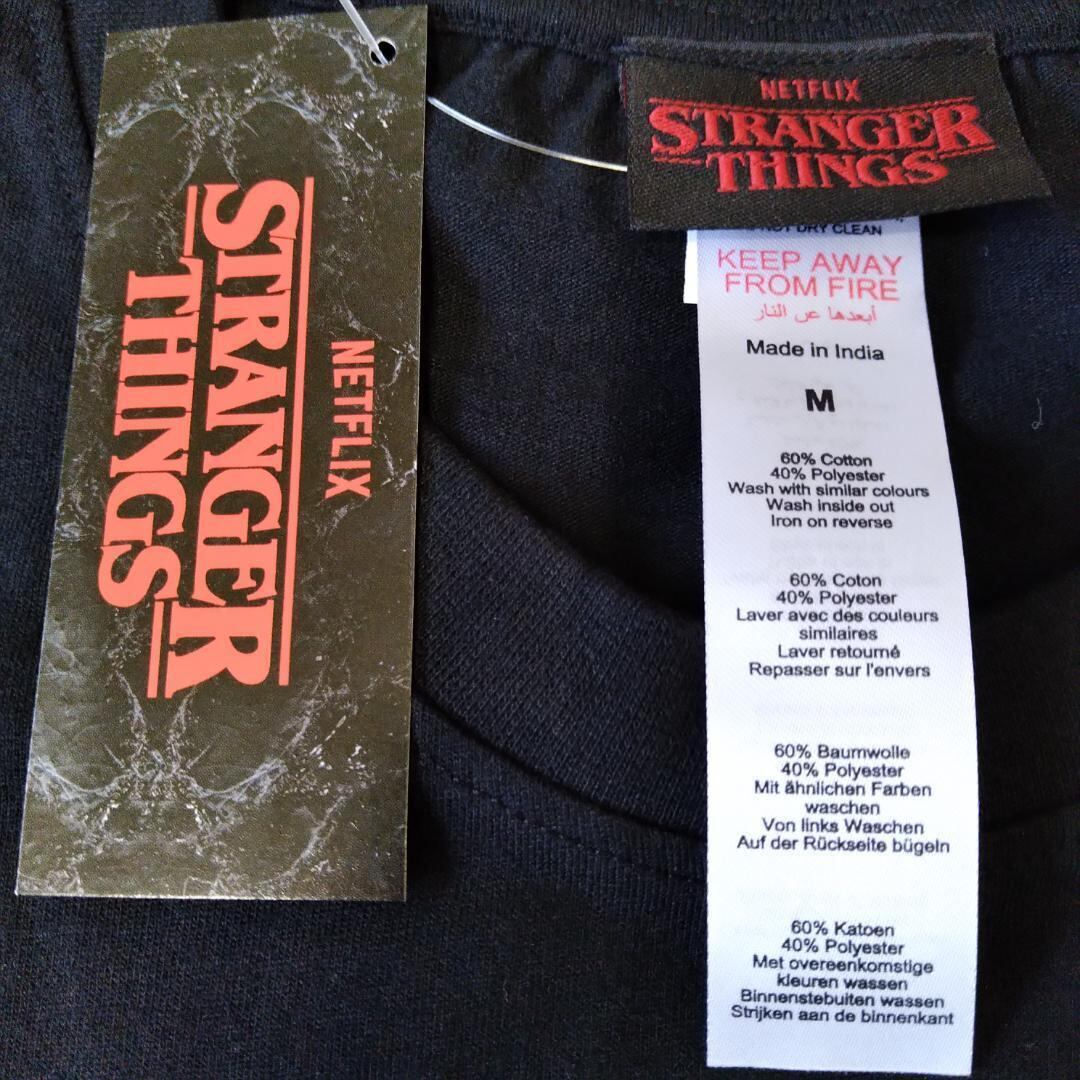 NETFLIX
STRANGER
THINGS
NETFLIX
STRANGER
THINGS
DRY CLEAN
KEEP AWAY
FROM FIRE
أبعدها عن النار
Made in India
M
60% Cotton
40% Polyester
Wash with similar colours
Wash inside out
Iron on reverse
60% Coton
40% Polyester
Laver avec des couleurs
similaires
Laver retourné
Repasser sur l'envers
60% Baumwolle
40% Polyester
Mit ähnlichen Farben
waschen
Von links Waschen
Auf der Rückseite bügeln
60% Katoen
40% Polyester
Met overeenkomstige
kleuren wassen
Binnenstebuiten wassen
Strijken aan de binnenkant